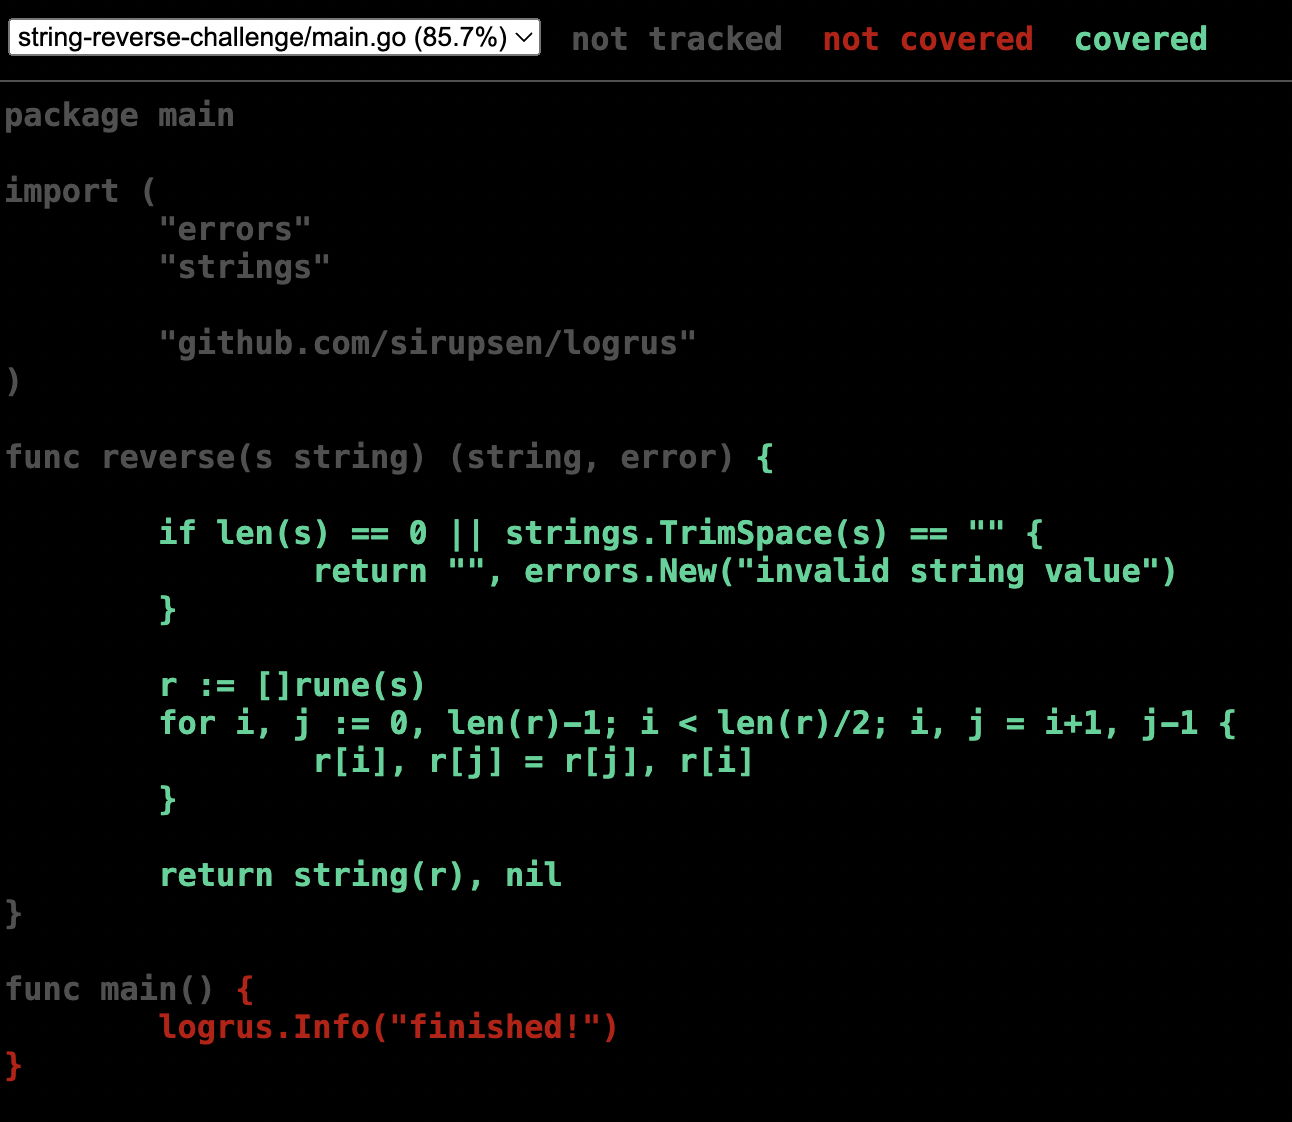 string-reverse-challenge/main.go (85.7%) not tracked not covered covered
package main
import (
"errors"
"strings"
"github.com/sirupsen/logrus"
)
func reverse(s string) (string, error) {
if len(s) == 0 || strings.TrimSpace(s) == "" {
return "", errors.New("invalid string value")
}
r := []rune(s)
for i, j := 0, len(r)-1; i < len(r)/2; i, j = i+1, j-1 {
r[i], r[j] = r[j], r[i]
}
return string(r), nil
}
func main() {
logrus.Info("finished!")
}